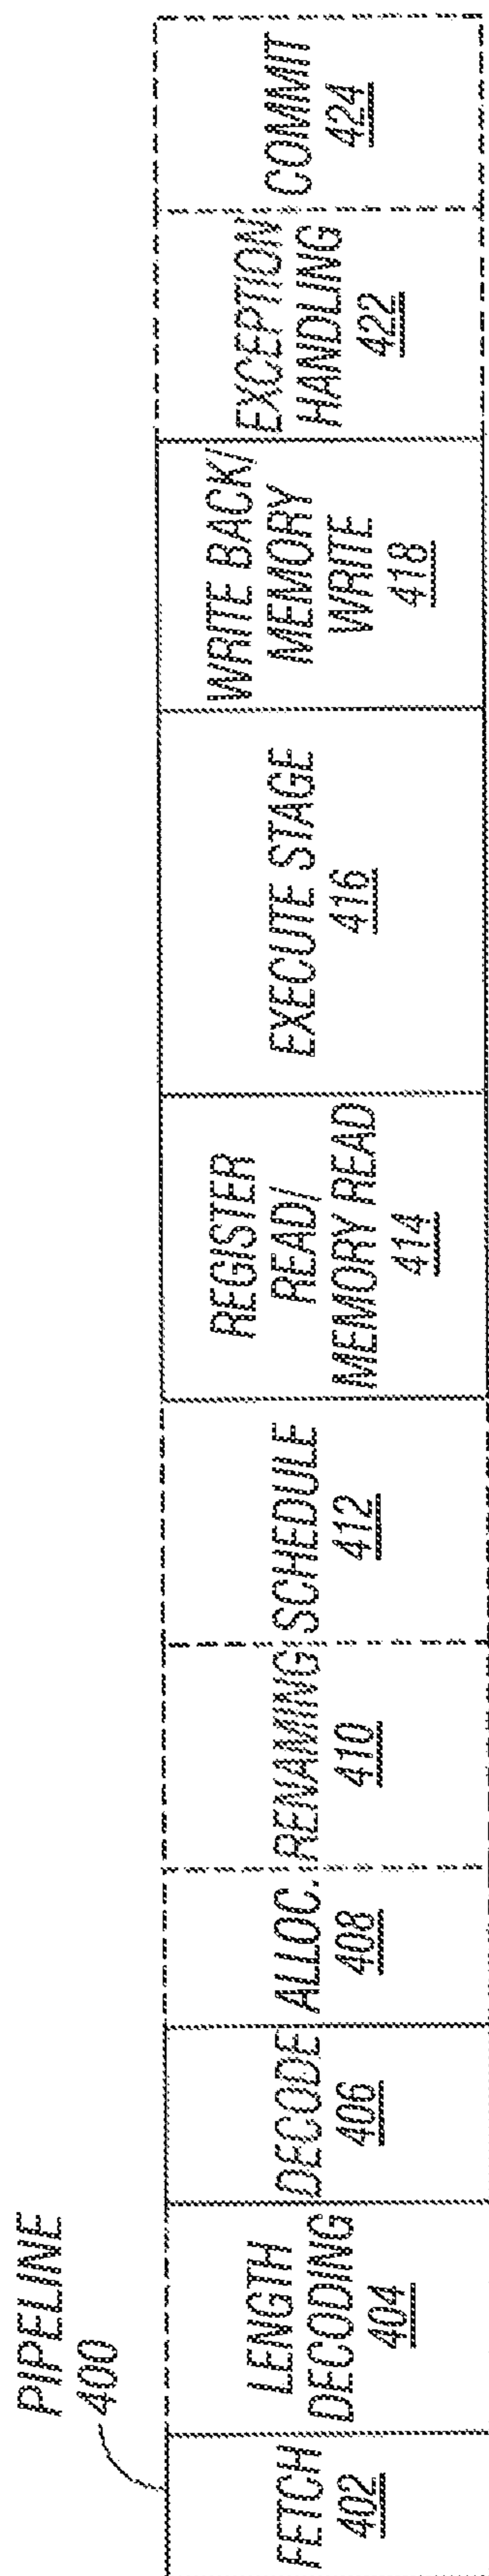 PIPELINE
400
FETCH
402
LENGTH
DECODING
404
DECODE
406
ALLOC.
408
RENAMING
410
SCHEDULE
412
REGISTER
READ/
MEMORY READ
414
EXECUTE STAGE
416
WRITE BACK/
MEMORY
WRITE
418
EXCEPTION
HANDLING
422
COMMIT
424